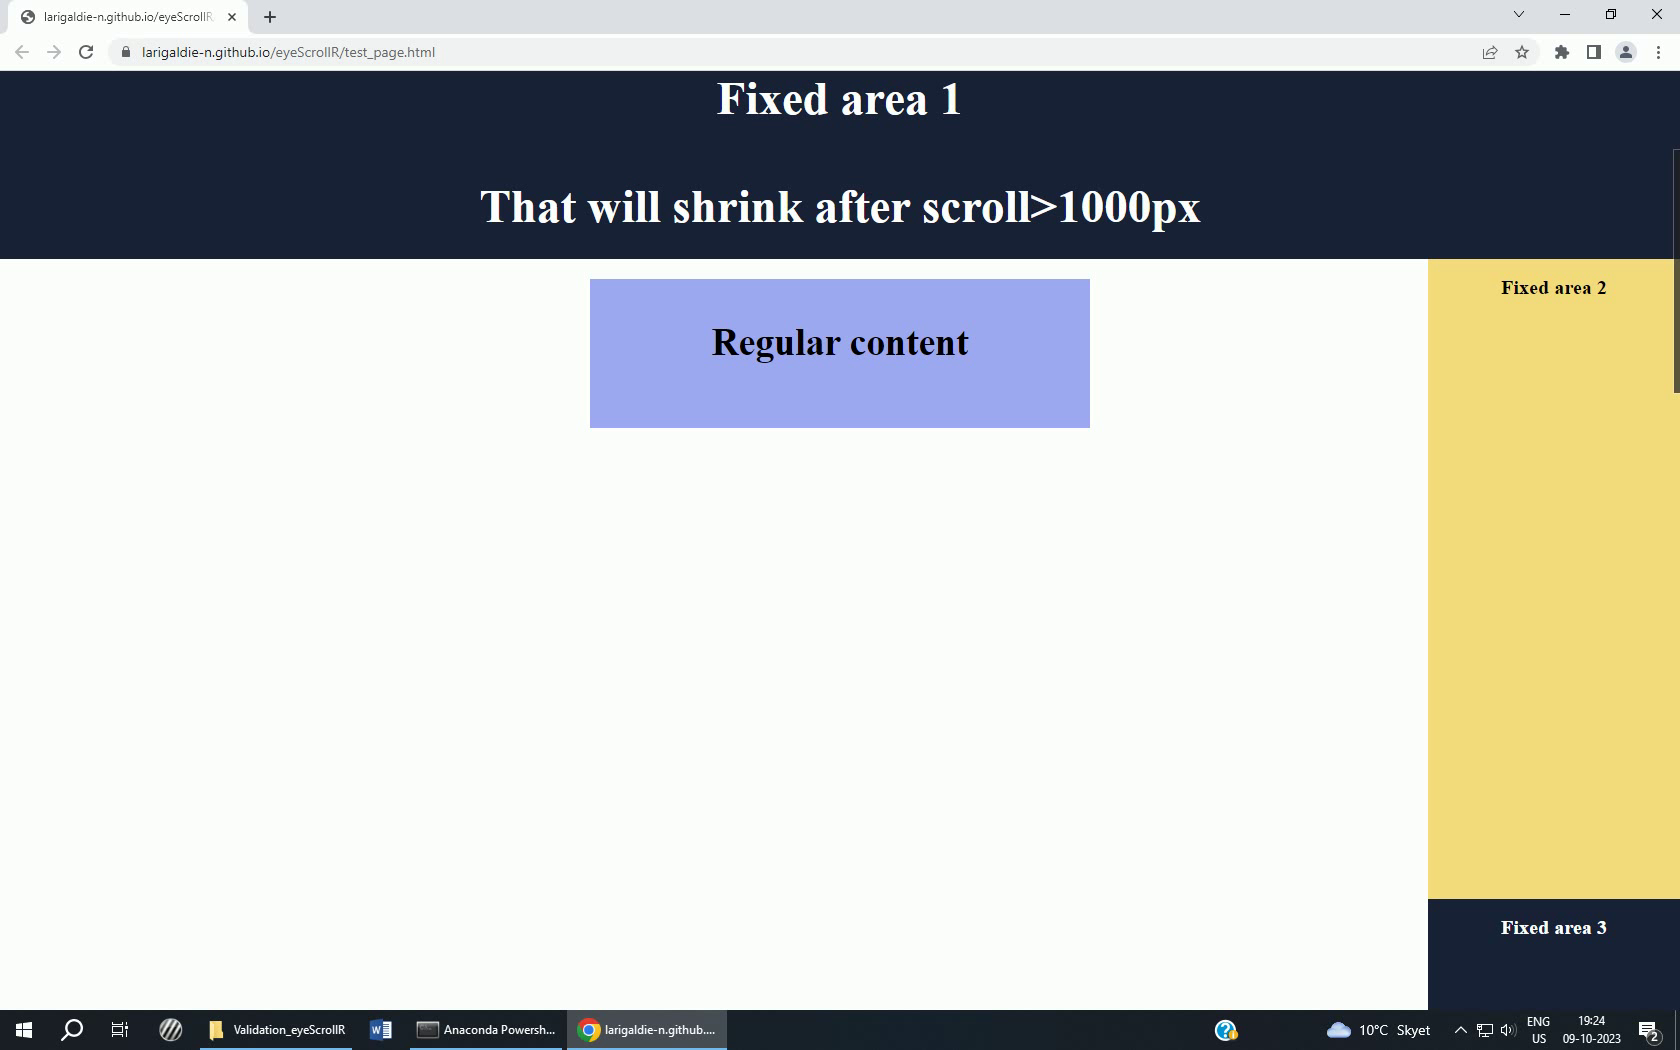 larigaldie-n.github.io/eyeScrollR
larigaldie-n.github.io/eyeScrollR/test_page.html
Fixed area 1
That will shrink after scroll>1000px
Fixed area 2
Regular content
Fixed area 3
Validation_eyeScrollR
Anaconda Powersh...
larigaldie-n.github....
10°C Skyet
ENG
US
19:24
09-10-2023
2